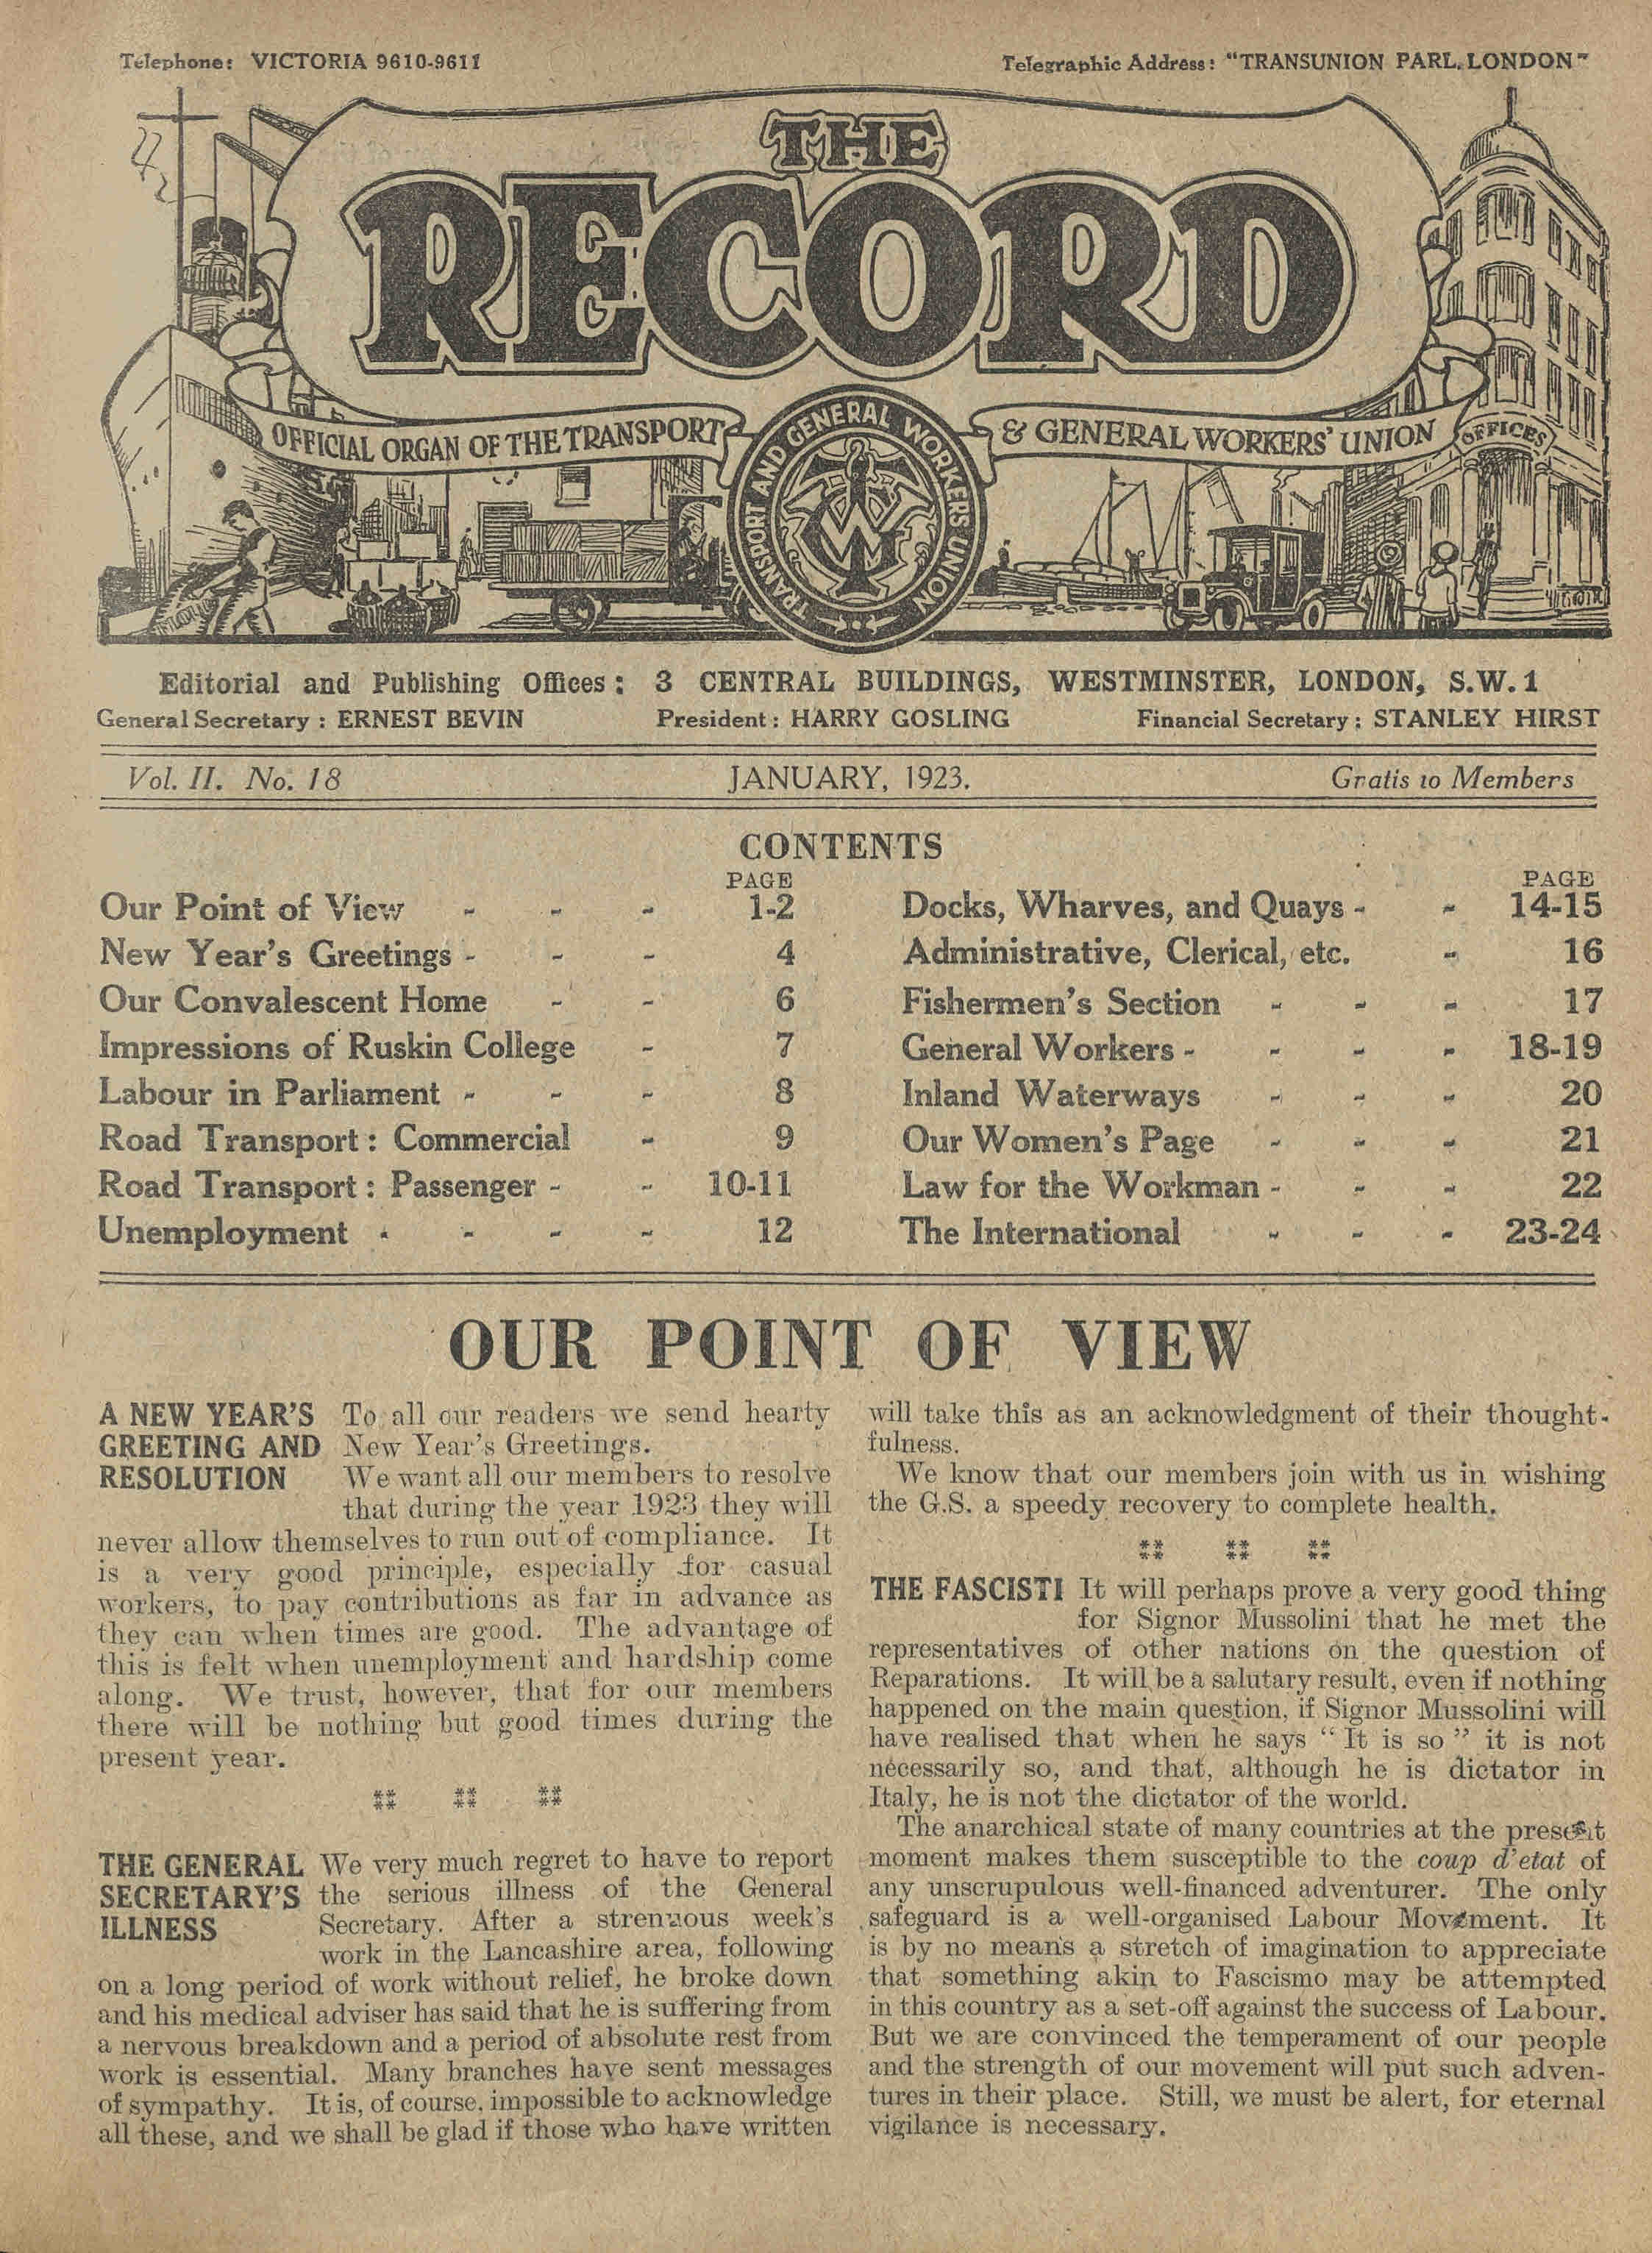 Telephone: VICTORIA 9610-9611
Telegraphic Address: "TRANSUNION PARL. LONDON"
THE
RECORD
OFFICIAL ORGAN OF THE TRANSPORT
& GENERAL WORKERS' UNION
TRANSPORT AND GENERAL WORKERS UNION
OFFICES
Editorial and Publishing Offices: 3 CENTRAL BUILDINGS, WESTMINSTER, LONDON, S.W.1
General Secretary: ERNEST BEVIN
President: HARRY GOSLING
Financial Secretary: STANLEY HIRST
Vol. II. No. 18
JANUARY, 1923.
Gratis to Members
CONTENTS
PAGE
Our Point of View - - - 1-2
New Year's Greetings - - - 4
Our Convalescent Home - - 6
Impressions of Ruskin College - 7
Labour in Parliament - - - 8
Road Transport: Commercial - 9
Road Transport: Passenger - - 10-11
Unemployment - - - - 12
PAGE
Docks, Wharves, and Quays - - 14-15
Administrative, Clerical, etc. - 16
Fishermen's Section - - - 17
General Workers - - - - 18-19
Inland Waterways - - - 20
Our Women's Page - - - 21
Law for the Workman - - - 22
The International - - - 23-24
OUR POINT OF VIEW
A NEW YEAR'S GREETING AND RESOLUTION
To all our readers we send hearty
New Year's Greetings.
We want all our members to resolve
that during the year 1923 they will
never allow themselves to run out of compliance. It
is a very good principle, especially for casual
workers, to pay contributions as far in advance as
they can when times are good. The advantage of
this is felt when unemployment and hardship come
along. We trust, however, that for our members
there will be nothing but good times during the
present year.
THE GENERAL SECRETARY'S ILLNESS
We very much regret to have to report
the serious illness of the General
Secretary. After a strenuous week's
work in the Lancashire area, following
on a long period of work without relief, he broke down
and his medical adviser has said that he is suffering from
a nervous breakdown and a period of absolute rest from
work is essential. Many branches have sent messages
of sympathy. It is, of course, impossible to acknowledge
all these, and we shall be glad if those who have written
will take this as an acknowledgment of their thought-
fulness.
We know that our members join with us in wishing
the G.S. a speedy recovery to complete health.
THE FASCISTI It will perhaps prove a very good thing
for Signor Mussolini that he met the
representatives of other nations on the question of
Reparations. It will be a salutary result, even if nothing
happened on the main question, if Signor Mussolini will
have realised that when he says "It is so" it is not
necessarily so, and that, although he is dictator in
Italy, he is not the dictator of the world.
The anarchical state of many countries at the present
moment makes them susceptible to the coup d'etat of
any unscrupulous well-financed adventurer. The only
safeguard is a well-organised Labour Movement. It
is by no means a stretch of imagination to appreciate
that something akin to Fascismo may be attempted
in this country as a set-off against the success of Labour.
But we are convinced the temperament of our people
and the strength of our movement will put such adven-
tures in their place. Still, we must be alert, for eternal
vigilance is necessary.